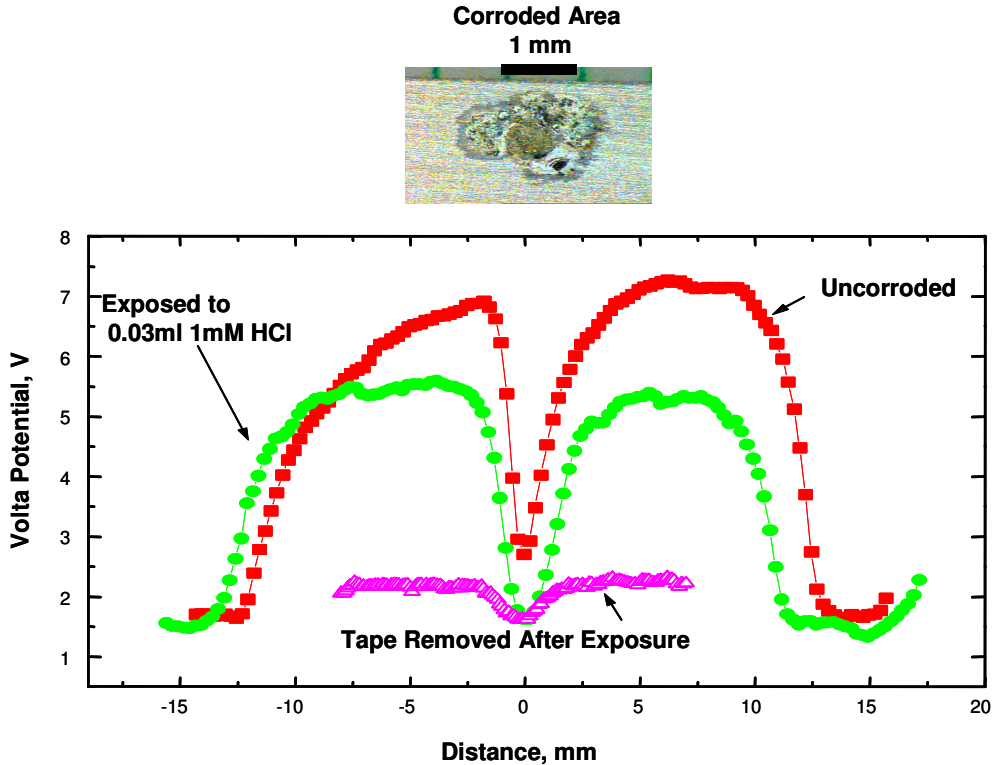 Corroded Area
1 mm
8
7
6
5
4
3
2
1
Volta Potential, V
Exposed to
0.03ml 1mM HCl
Uncorroded
Tape Removed After Exposure
-15
-10
-5
0
5
10
15
20
Distance, mm